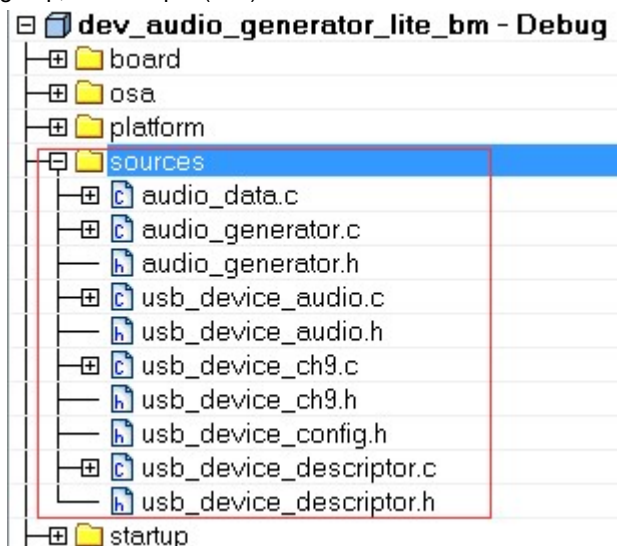 dev_audio_generator_lite_bm - Debug
board
osa
platform
sources
audio_data.c
audio_generator.c
audio_generator.h
usb_device_audio.c
usb_device_audio.h
usb_device_ch9.c
usb_device_ch9.h
usb_device_config.h
usb_device_descriptor.c
usb_device_descriptor.h
startup